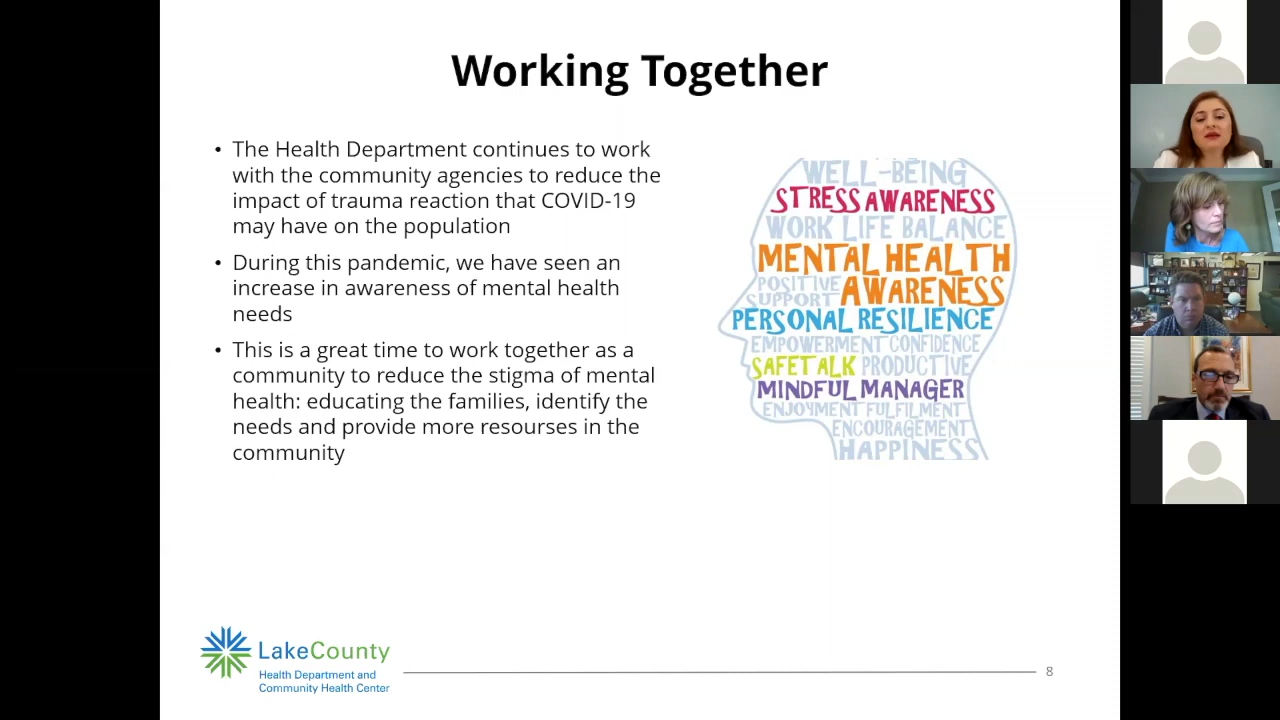 Working Together
• The Health Department continues to work
with the community agencies to reduce the
impact of trauma reaction that COVID-19
may have on the population
• During this pandemic, we have seen an
increase in awareness of mental health
needs
• This is a great time to work together as a
community to reduce the stigma of mental
health: educating the families, identify the
needs and provide more resourses in the
community
WELL-BEING
STRESS AWARENESS
WORK LIFE BALANCE
MENTAL HEALTH
POSITIVE
SUPPORT
AWARENESS
PERSONAL RESILIENCE
EMPOWERMENT CONFIDENCE
SAFETALK PRODUCTIVE
MINDFUL MANAGER
ENJOYMENT FULFILMENT
ENCOURAGEMENT
HAPPINESS
LakeCounty
Health Department and
Community Health Center
8